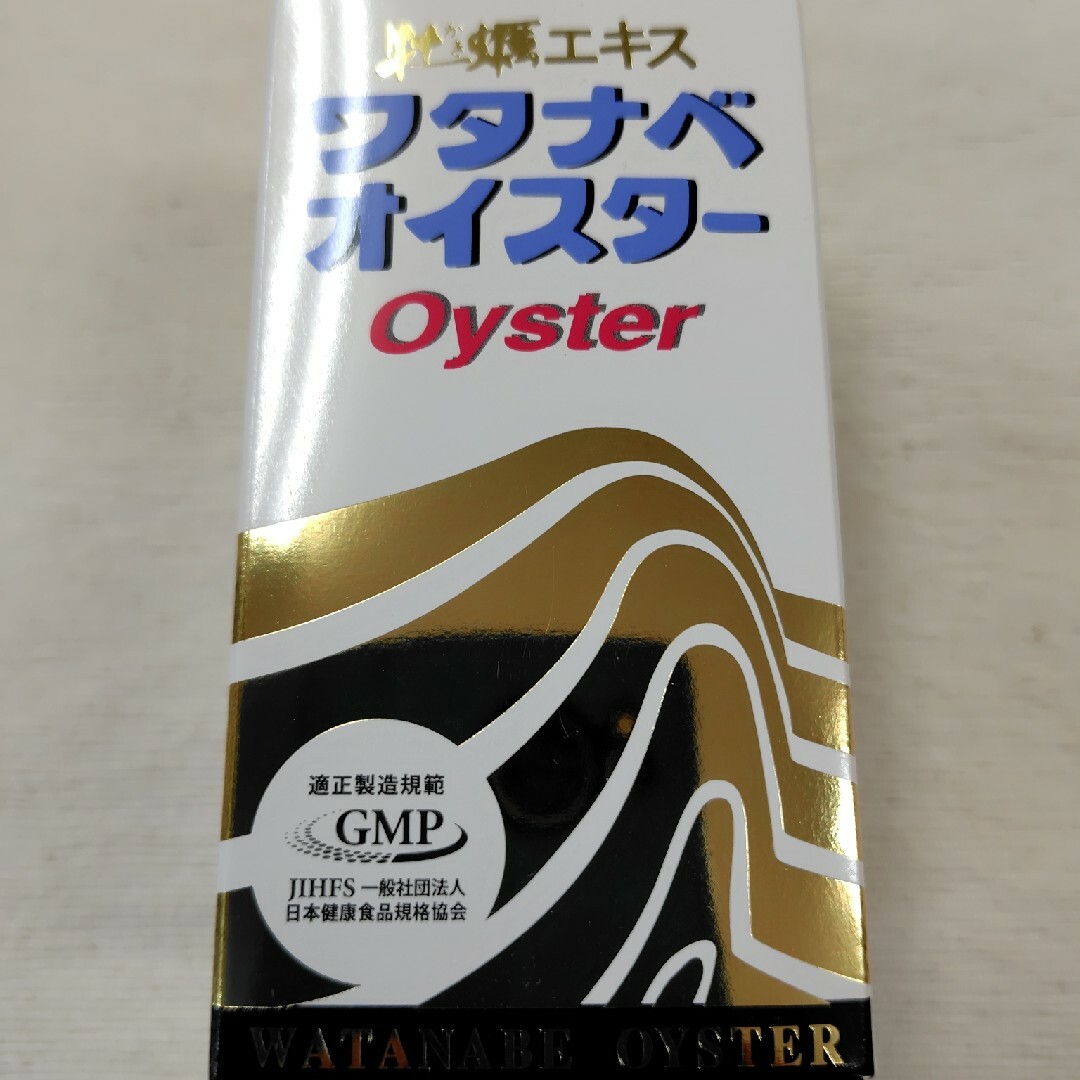 牡蠣エキス
ワタナベ
オイスター
Oyster
適正製造規範
GMP
JIHFS 一般社団法人
日本健康食品規格協会
WATANABE OYSTER